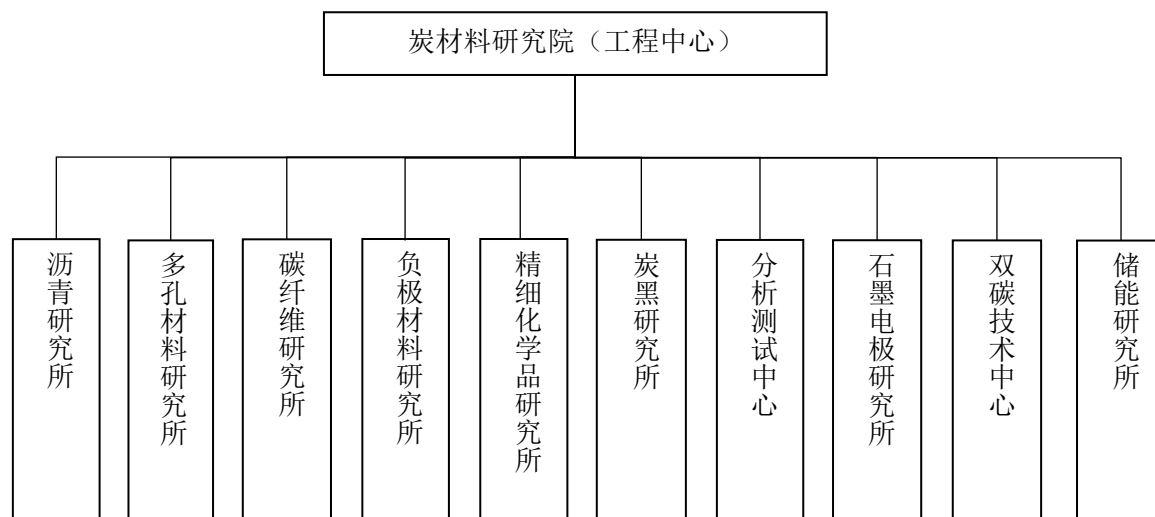 炭材料研究院（工程中心）
沥青研究所
多孔材料研究所
碳纤维研究所
负极材料研究所
精细化学品研究所
炭黑研究所
分析测试中心
石墨电极研究所
双碳技术中心
储能研究所